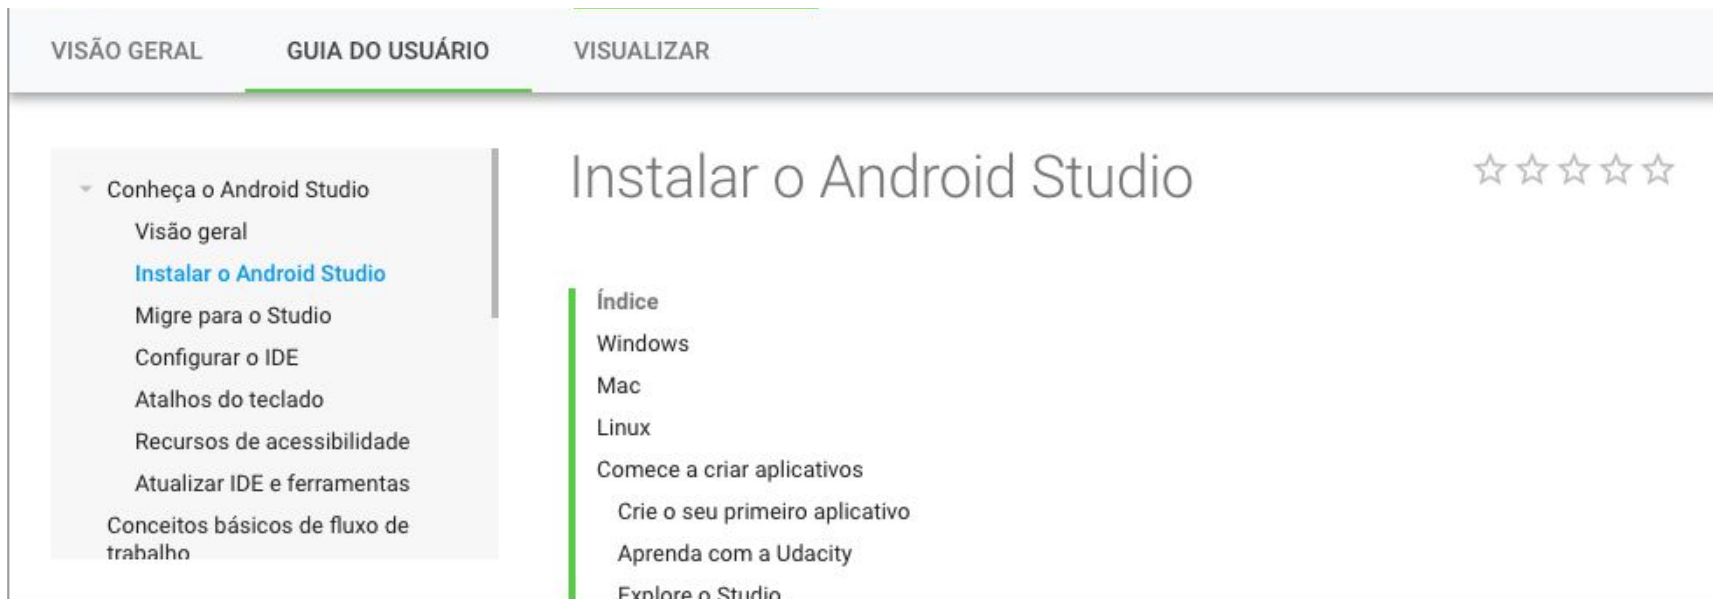 VISÃO GERAL
GUIA DO USUÁRIO
VISUALIZAR
Conheça o Android Studio
Visão geral
Instalar o Android Studio
Migre para o Studio
Configurar o IDE
Atalhos do teclado
Recursos de acessibilidade
Atualizar IDE e ferramentas
Conceitos básicos de fluxo de
trabalho
Instalar o Android Studio
Índice
Windows
Mac
Linux
Comece a criar aplicativos
Crie o seu primeiro aplicativo
Aprenda com a Udacity
Explore o Studio